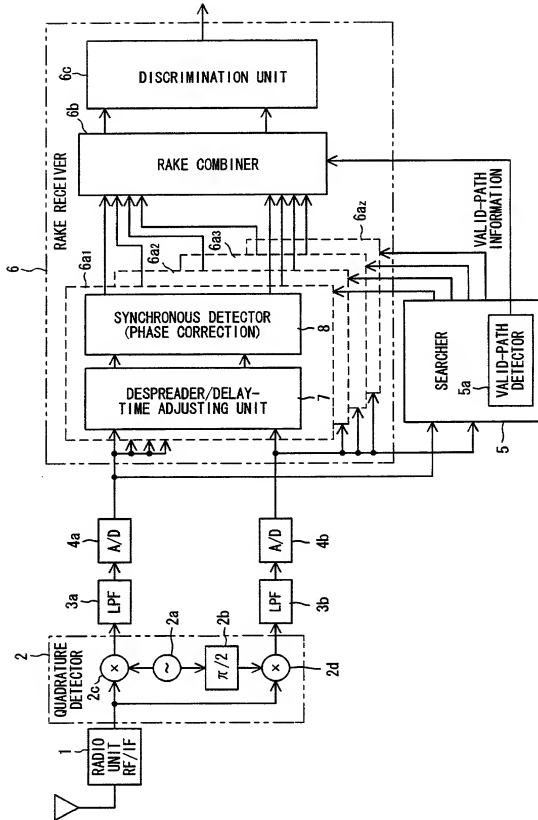 1
RADIO
UNIT
RF/IF
QUADRATURE
DETECTOR
2
2c
2a
2b
π/2
2d
×
~
×
3a
LPF
4a
A/D
3b
LPF
4b
A/D
6
RAKE RECEIVER
6a1
6a2
6a3
6az
DESPREADER/DELAY-
TIME ADJUSTING UNIT
7
SYNCHRONOUS DETECTOR
(PHASE CORRECTION)
8
6b
RAKE COMBINER
6c
DISCRIMINATION UNIT
SEARCHER
5a
VALID-PATH
DETECTOR
5
VALID-PATH
INFORMATION